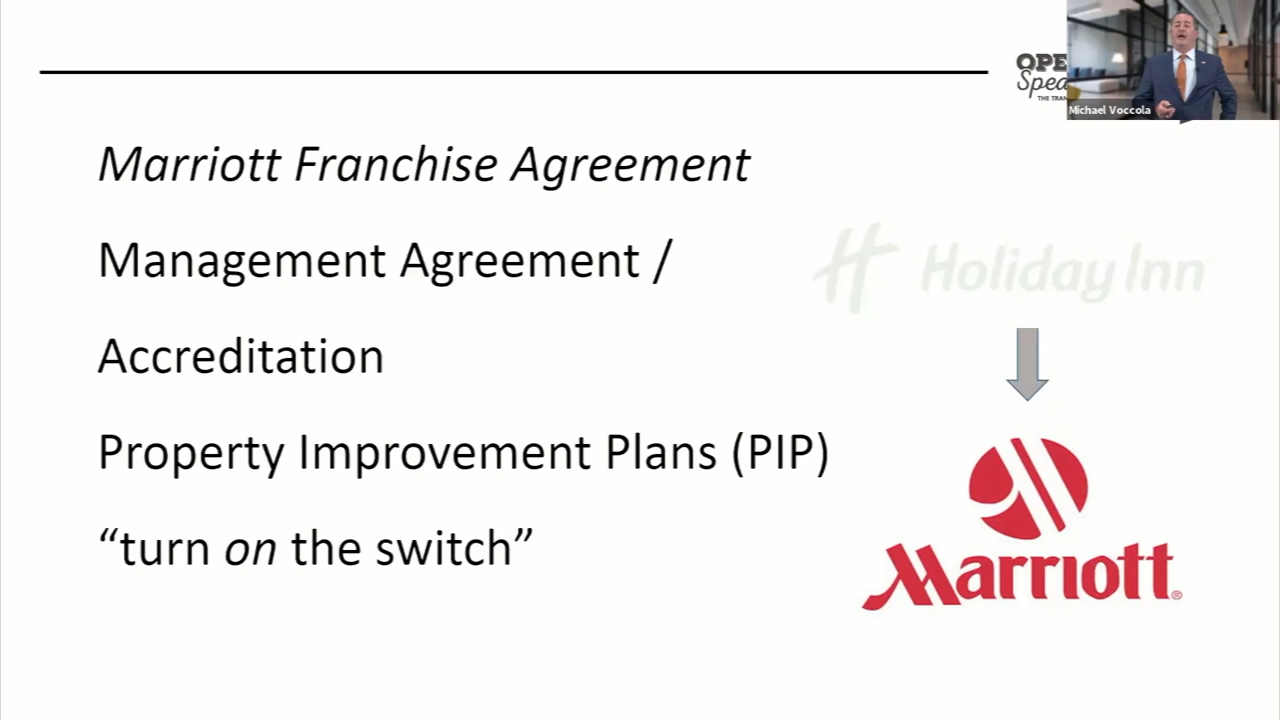 Marriott Franchise Agreement
Management Agreement /
Accreditation
Property Improvement Plans (PIP)
“turn on the switch”
Holiday Inn
Marriott®
THE
Michael Voccola